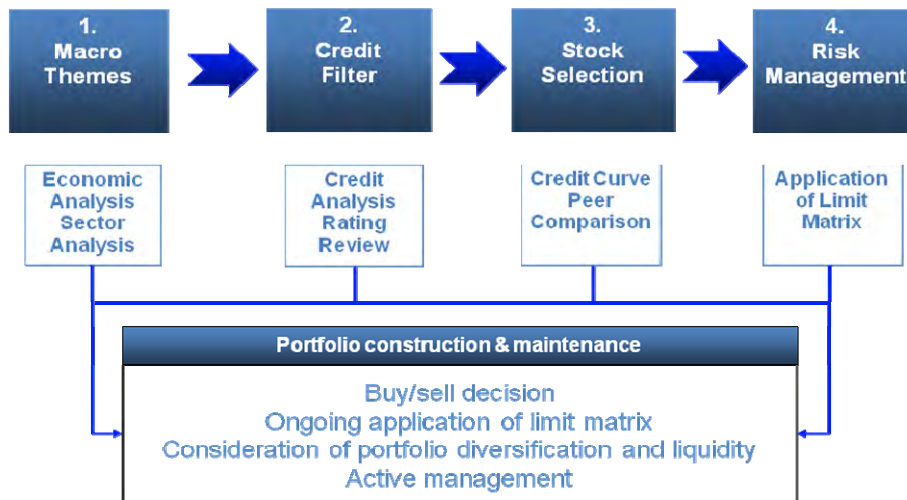 1.
Macro
Themes
2.
Credit
Filter
3.
Stock
Selection
4.
Risk
Management
Economic
Analysis
Sector
Analysis
Credit
Analysis
Rating
Review
Credit Curve
Peer
Comparison
Application
of Limit
Matrix
Portfolio construction & maintenance
Buy/sell decision
Ongoing application of limit matrix
Consideration of portfolio diversification and liquidity
Active management